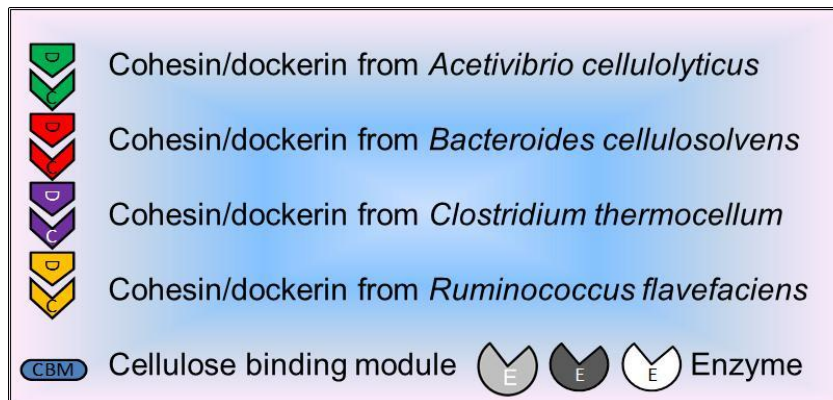 D
C
Cohesin/dockerin from Acetivibrio cellulolyticus
D
C
Cohesin/dockerin from Bacteroides cellulosolvens
D
C
Cohesin/dockerin from Clostridium thermocellum
D
C
Cohesin/dockerin from Ruminococcus flavefaciens
CBM Cellulose binding module E E E Enzyme